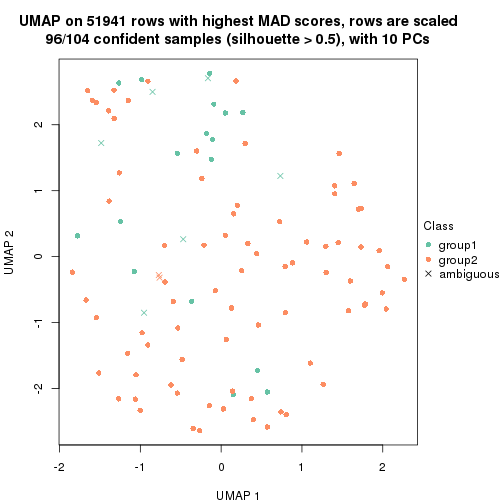 UMAP on 51941 rows with highest MAD scores, rows are scaled
96/104 confident samples (silhouette > 0.5), with 10 PCs
Class
group1
group2
ambiguous
UMAP 2
2
1
0
-1
-2
-2
-1
0
1
2
UMAP 1